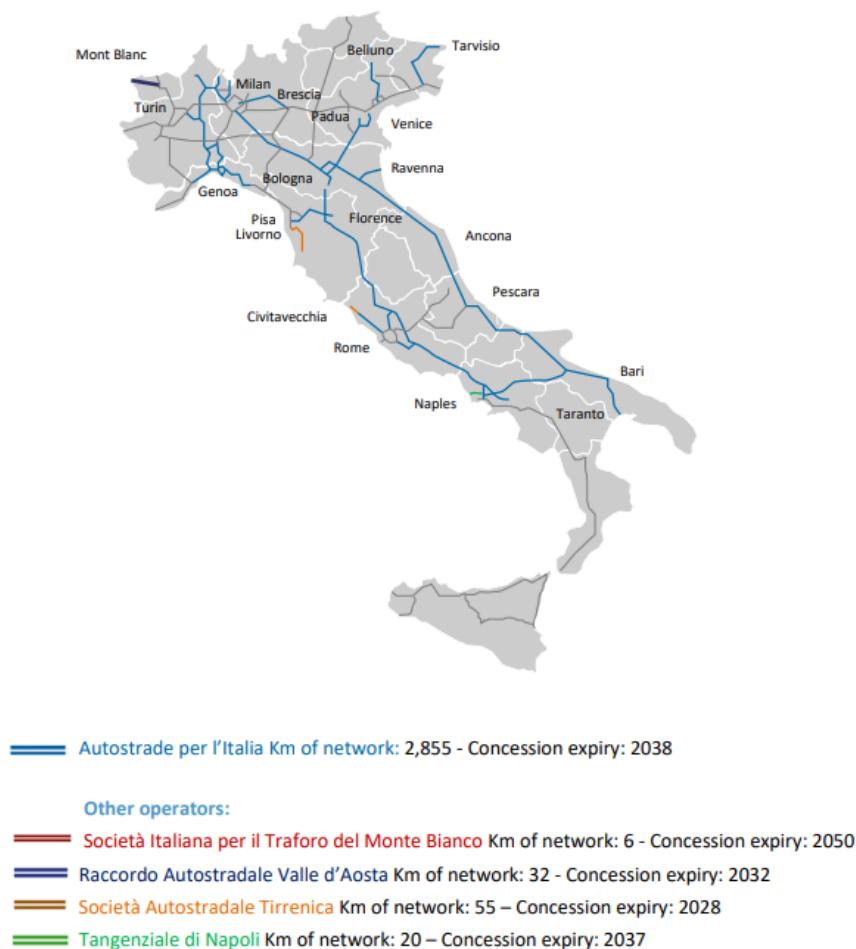 Mont Blanc
Belluno
Tarvisio
Milan
Turin
Brescia
Padua
Venice
Bologna
Ravenna
Genoa
Pisa
Florence
Livorno
Ancona
Pescara
Civitavecchia
Rome
Bari
Naples
Taranto
Autostrade per l'Italia Km of network: 2,855 - Concession expiry: 2038
Other operators:
Società Italiana per il Traforo del Monte Bianco Km of network: 6 - Concession expiry: 2050
Raccordo Autostradale Valle d'Aosta Km of network: 32 - Concession expiry: 2032
Società Autostradale Tirrenica Km of network: 55 – Concession expiry: 2028
Tangenziale di Napoli Km of network: 20 – Concession expiry: 2037